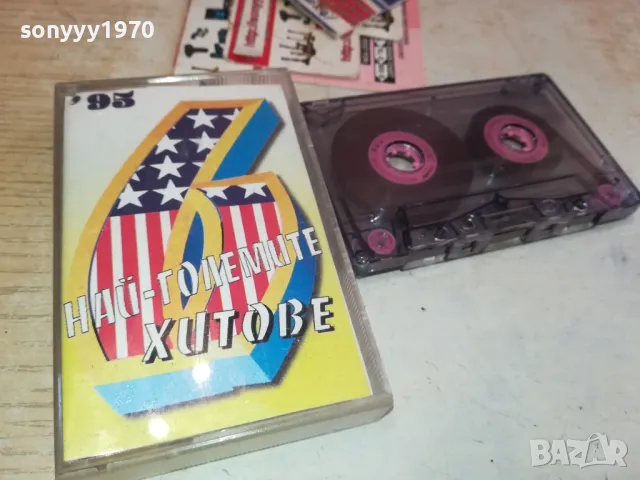 sonyyy1970
'95
6
НАЙ-ГОЛЕМИТЕ
ХИТОВЕ
BAZAR